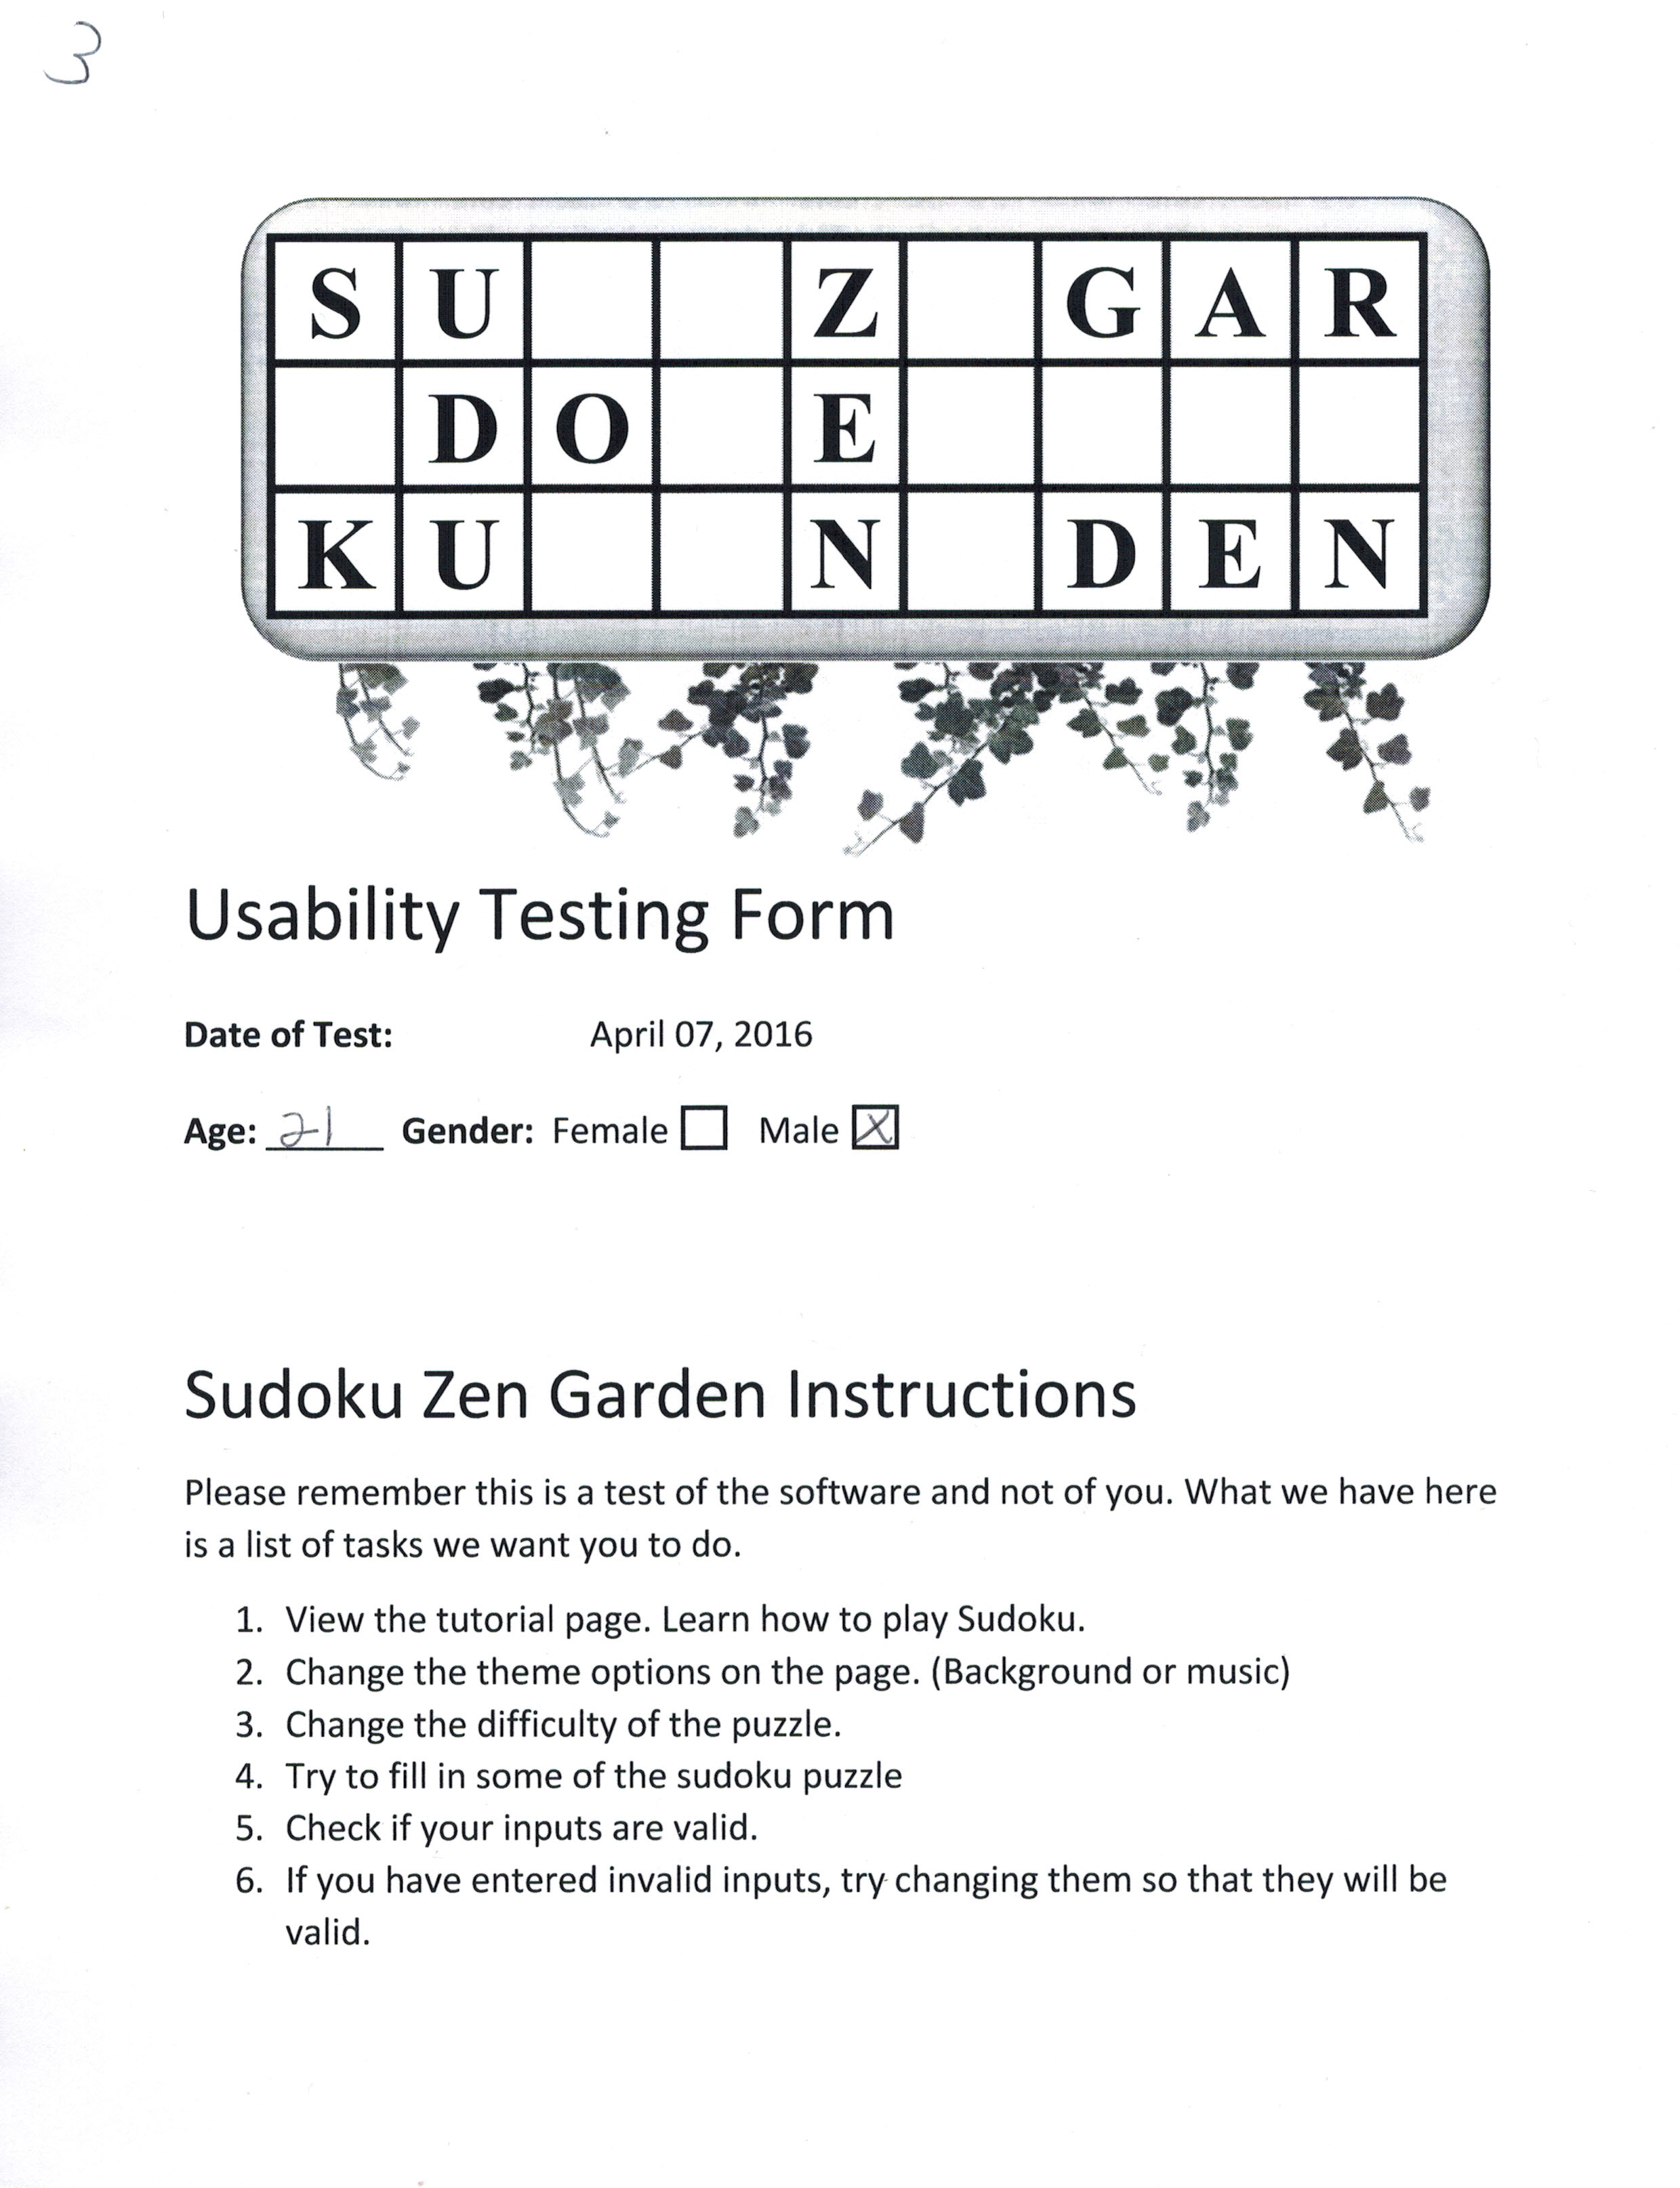 3
S U Z G A R
D O E
K U N D E N
Usability Testing Form
Date of Test: April 07, 2016
Age: 21 Gender: Female Male X
Sudoku Zen Garden Instructions
Please remember this is a test of the software and not of you. What we have here
is a list of tasks we want you to do.
1. View the tutorial page. Learn how to play Sudoku.
2. Change the theme options on the page. (Background or music)
3. Change the difficulty of the puzzle.
4. Try to fill in some of the sudoku puzzle
5. Check if your inputs are valid.
6. If you have entered invalid inputs, try changing them so that they will be
valid.